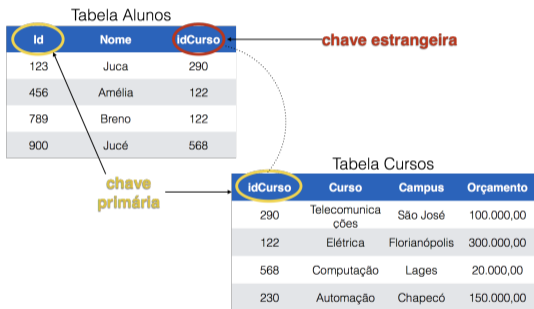 Tabela Alunos
Id Nome idCurso
chave estrangeira
123 Juca 290
456 Amélia 122
789 Breno 122
900 Jucé 568
chave
primária
Tabela Cursos
idCurso Curso Campus Orçamento
290 Telecomunica
ções São José 100.000,00
122 Elétrica Florianópolis 300.000,00
568 Computação Lages 20.000,00
230 Automação Chapecó 150.000,00